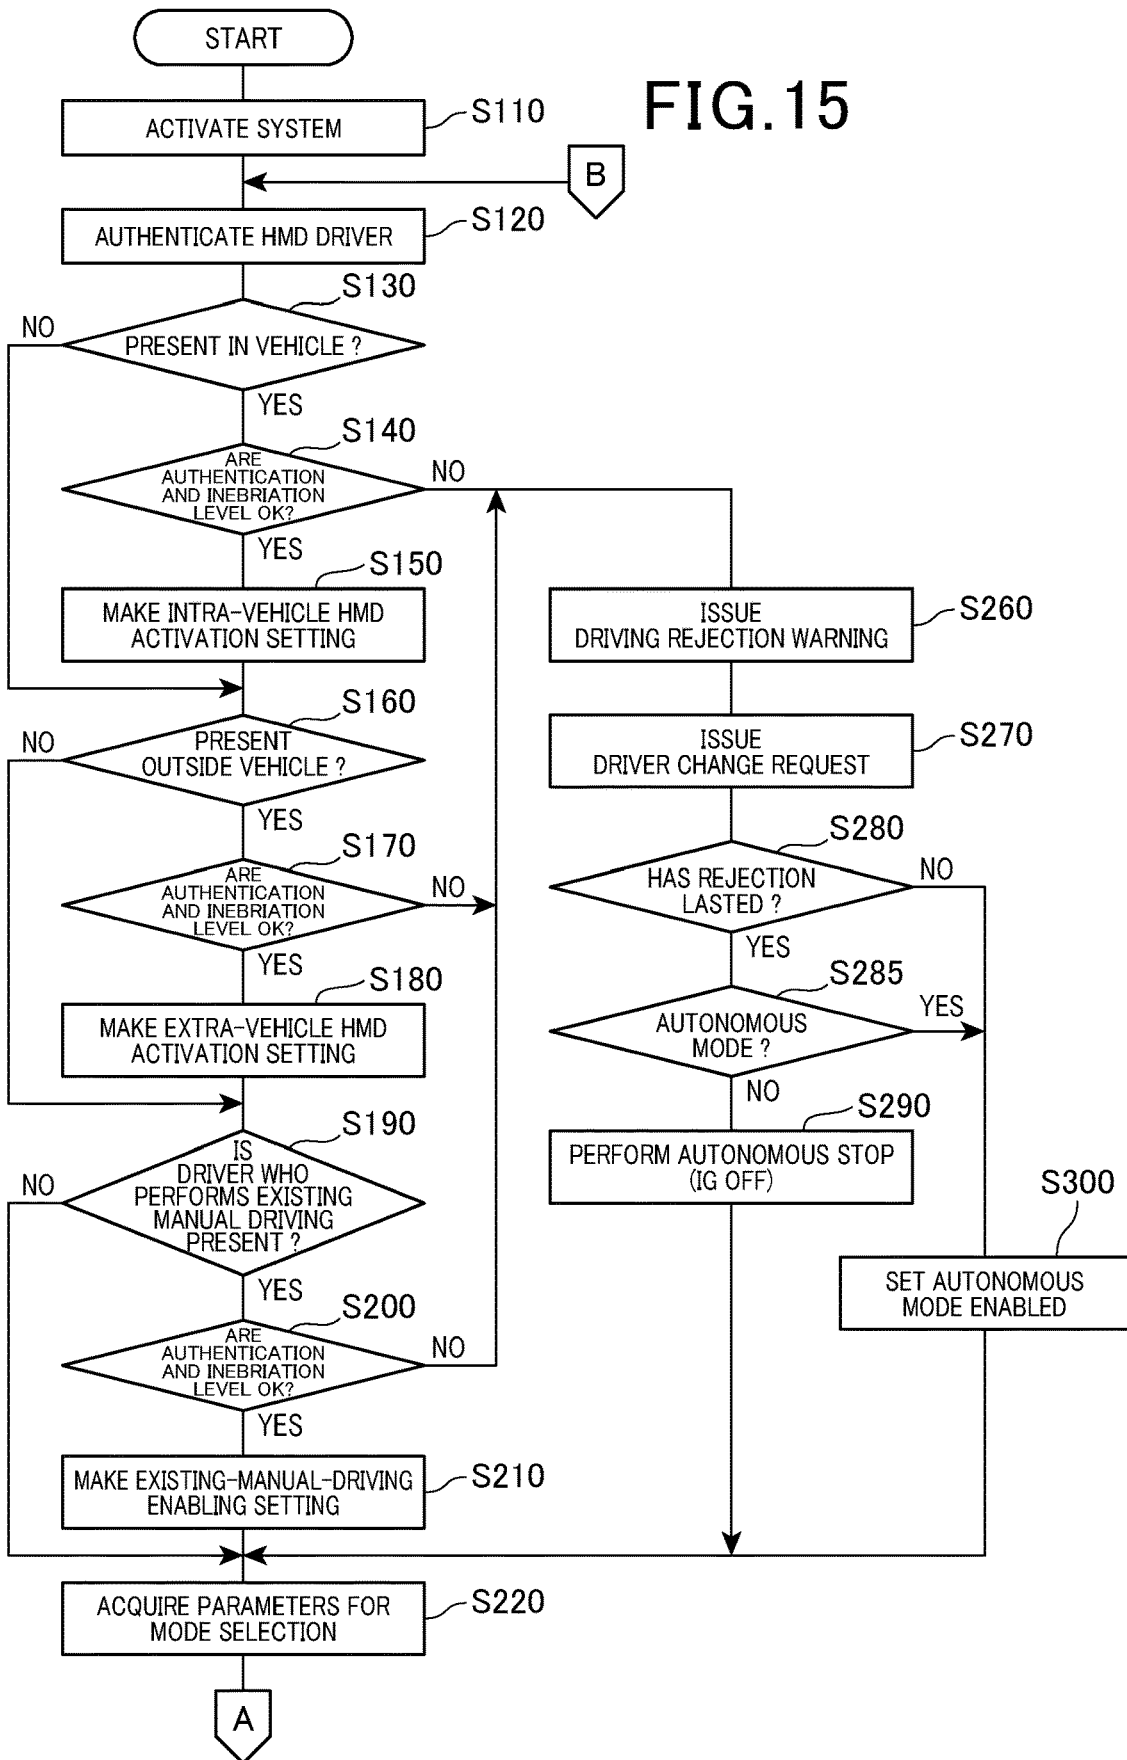 FIG.15
START
ACTIVATE SYSTEM
S110
B
AUTHENTICATE HMD DRIVER
S120
S130
NO
PRESENT IN VEHICLE ?
YES
S140
ARE
AUTHENTICATION
AND INEBRIATION
LEVEL OK?
NO
YES
S150
MAKE INTRA-VEHICLE HMD
ACTIVATION SETTING
S160
NO
PRESENT
OUTSIDE VEHICLE ?
YES
S170
ARE
AUTHENTICATION
AND INEBRIATION
LEVEL OK?
NO
YES
S180
MAKE EXTRA-VEHICLE HMD
ACTIVATION SETTING
S190
NO
IS
DRIVER WHO
PERFORMS EXISTING
MANUAL DRIVING
PRESENT ?
YES
S200
ARE
AUTHENTICATION
AND INEBRIATION
LEVEL OK?
NO
YES
MAKE EXISTING-MANUAL-DRIVING
ENABLING SETTING
S210
ACQUIRE PARAMETERS FOR
MODE SELECTION
S220
A
ISSUE
DRIVING REJECTION WARNING
S260
ISSUE
DRIVER CHANGE REQUEST
S270
S280
HAS REJECTION
LASTED ?
NO
YES
S285
AUTONOMOUS
MODE ?
YES
NO
S290
PERFORM AUTONOMOUS STOP
(IG OFF)
S300
SET AUTONOMOUS
MODE ENABLED